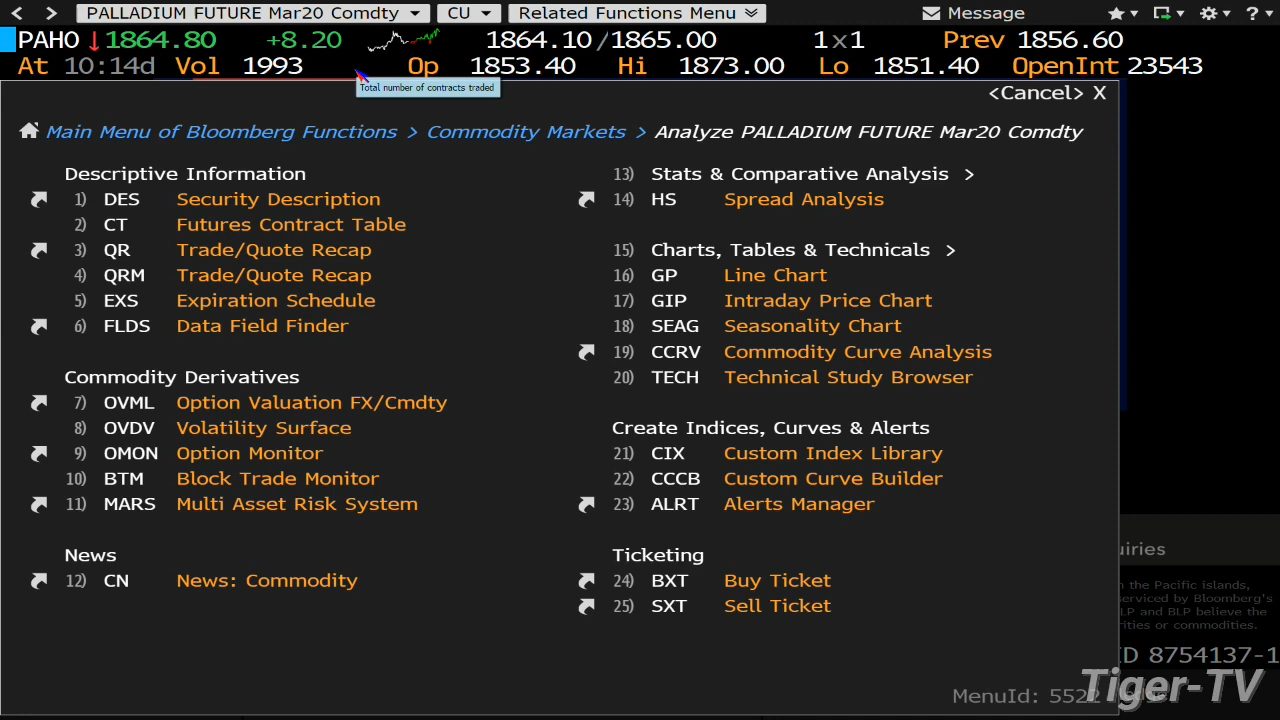 PALLADIUM FUTURE Mar20 Comdty CU Related Functions Menu Message
PAH0 1864.80 +8.20 1864.10/1865.00 1x1 Prev 1856.60
At 10:14d Vol 1993 Op 1853.40 Hi 1873.00 Lo 1851.40 OpenInt 23543
Total number of contracts traded
<Cancel> X
Main Menu of Bloomberg Functions > Commodity Markets > Analyze PALLADIUM FUTURE Mar20 Comdty
Descriptive Information
1) DES Security Description
2) CT Futures Contract Table
3) QR Trade/Quote Recap
4) QRM Trade/Quote Recap
5) EXS Expiration Schedule
6) FLDS Data Field Finder
Commodity Derivatives
7) OVML Option Valuation FX/Cmdty
8) OVDV Volatility Surface
9) OMON Option Monitor
10) BTM Block Trade Monitor
11) MARS Multi Asset Risk System
News
12) CN News: Commodity
13) Stats & Comparative Analysis >
14) HS Spread Analysis
15) Charts, Tables & Technicals >
16) GP Line Chart
17) GIP Intraday Price Chart
18) SEAG Seasonality Chart
19) CCRV Commodity Curve Analysis
20) TECH Technical Study Browser
Create Indices, Curves & Alerts
21) CIX Custom Index Library
22) CCCB Custom Curve Builder
23) ALRT Alerts Manager
Ticketing
24) BXT Buy Ticket
25) SXT Sell Ticket
uiries
n the Pacific islands,
serviced by Bloomberg's
LP and BLP believe the
rities or commodities.
ID 8754137-1
MenuId: 5522
Tiger-TV